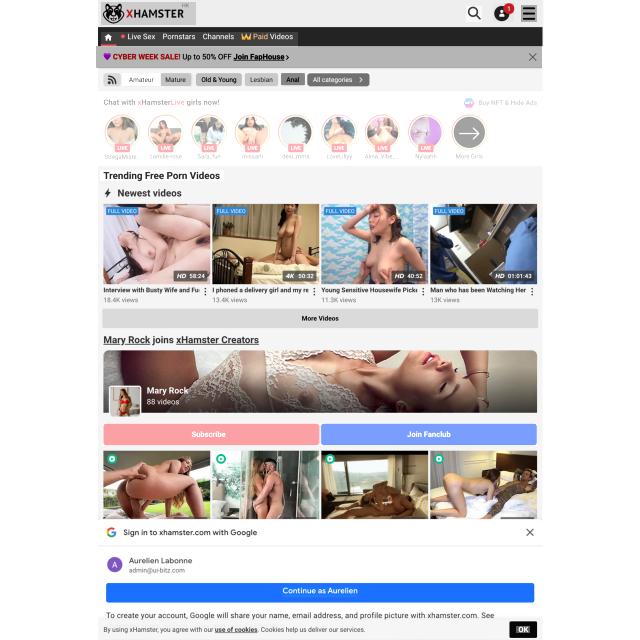 XHAMSTER
1
Live Sex Pornstars Channels Paid Videos
CYBER WEEK SALE! Up to 50% OFF Join FapHouse >
Amateur Mature Old & Young Lesbian Anal All categories
Chat with xHamsterLive girls now!
Buy NFT & Hide Ads
LIVE LIVE LIVE LIVE LIVE LIVE LIVE LIVE
More Girls
Trending Free Porn Videos
Newest videos
FULL VIDEO FULL VIDEO FULL VIDEO FULL VIDEO
HD 58:24 4K 50:32 HD 40:52 HD 01:01:43
Interview with Busty Wife and Fu
I phoned a delivery girl and my re
Young Sensitive Housewife Picke
Man who has been Watching Her
18.4K views 13.4K views 11.3K views 13K views
More Videos
Mary Rock joins xHamster Creators
Mary Rock
88 videos
Subscribe Join Fanclub
Sign in to xhamster.com with Google
A
Aurelien Labonne
admin@ui-bitz.com
Continue as Aurelien
To create your account, Google will share your name, email address, and profile picture with xhamster.com. See
By using xHamster, you agree with our use of cookies. Cookies help us deliver our services.
OK